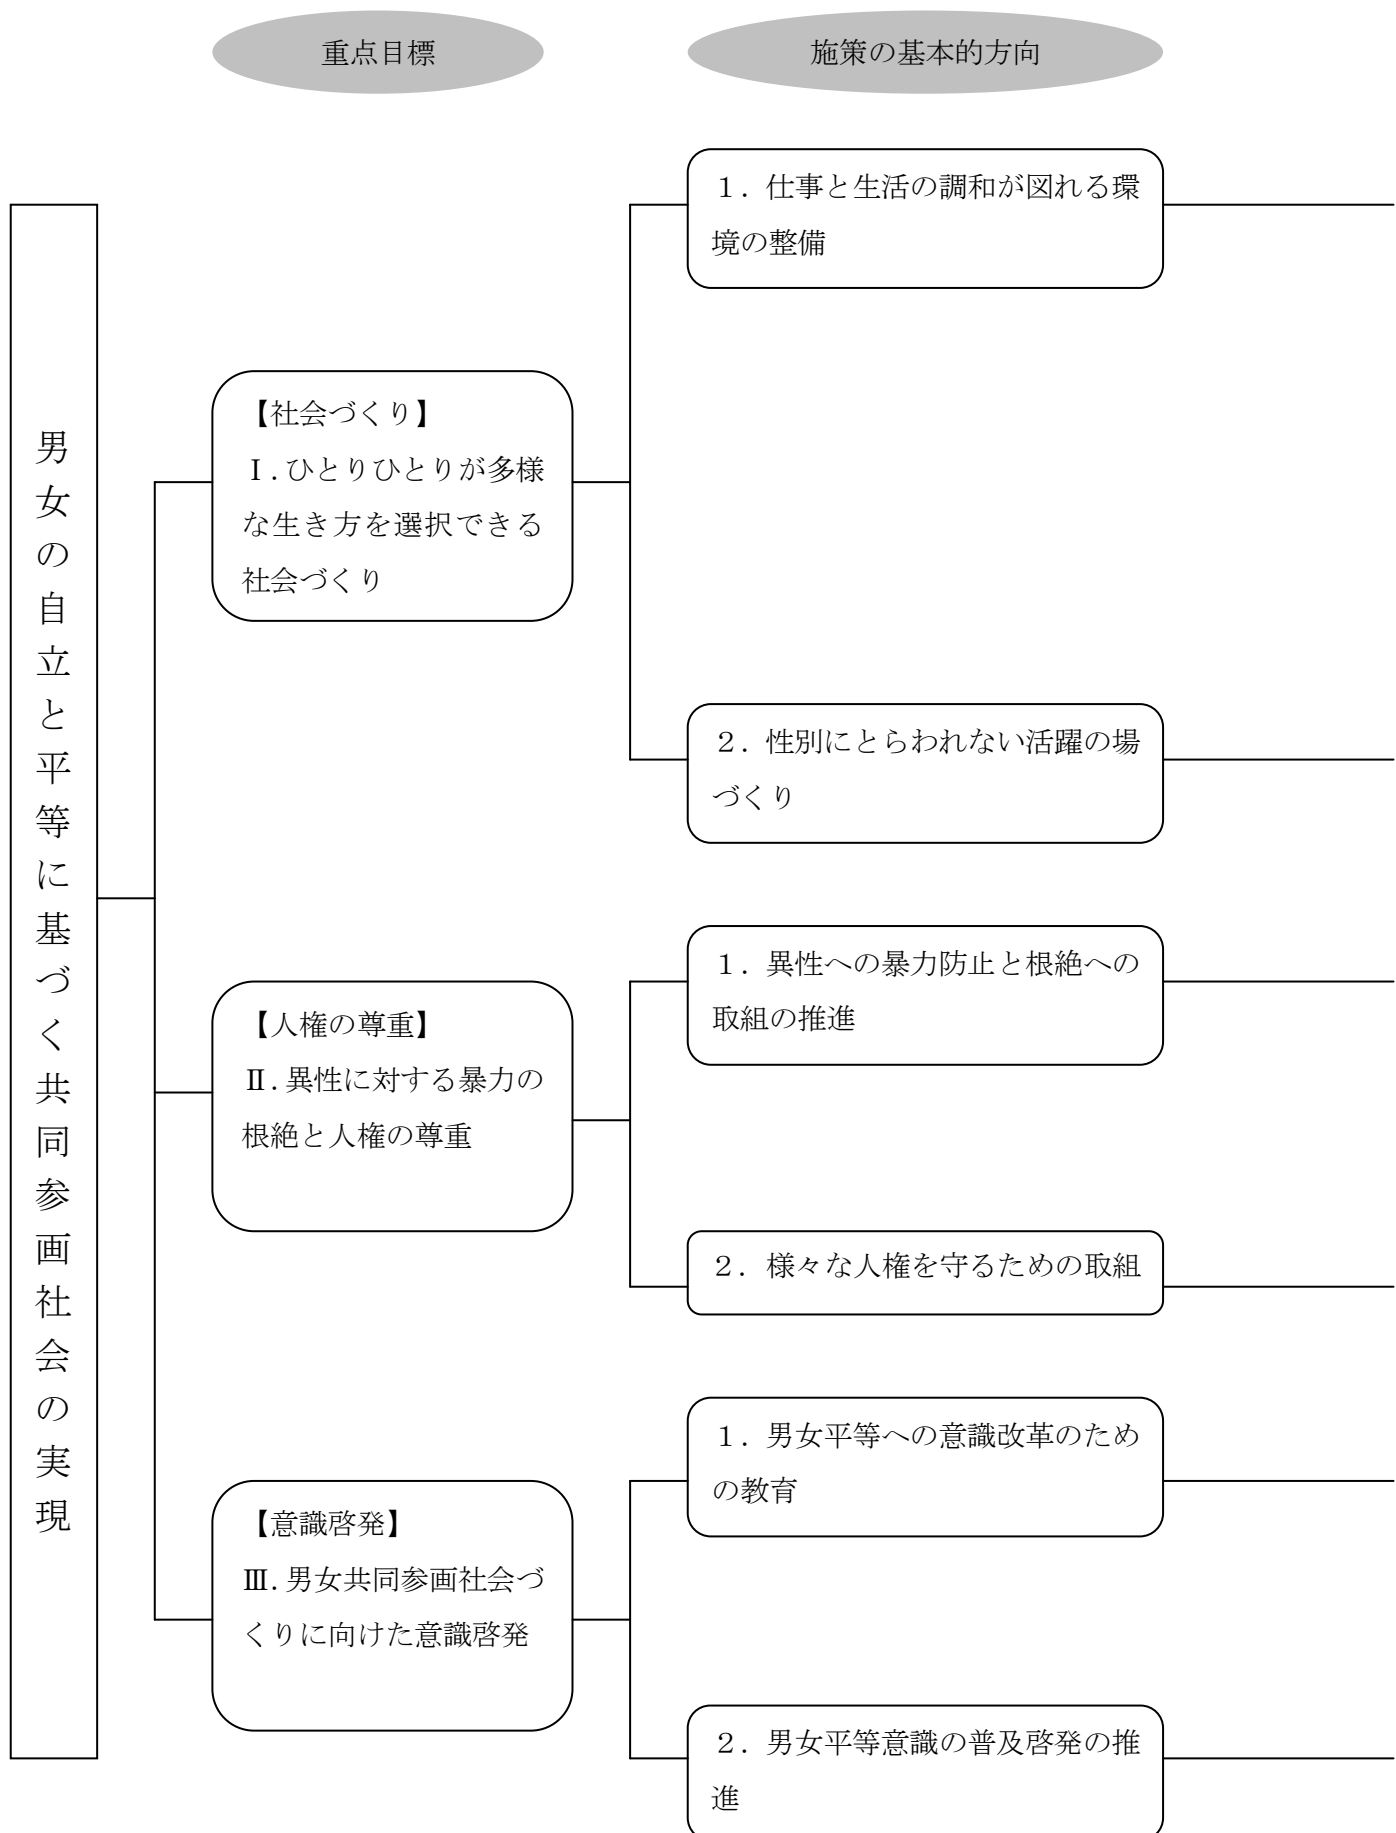 重点目標
施策の基本的方向
男女の自立と平等に基づく共同参画社会の実現
【社会づくり】
Ⅰ.ひとりひとりが多様
な生き方を選択できる
社会づくり
1．仕事と生活の調和が図れる環
境の整備
2．性別にとらわれない活躍の場
づくり
【人権の尊重】
Ⅱ.異性に対する暴力の
根絶と人権の尊重
1．異性への暴力防止と根絶への
取組の推進
2．様々な人権を守るための取組
【意識啓発】
Ⅲ.男女共同参画社会づ
くりに向けた意識啓発
1．男女平等への意識改革のため
の教育
2．男女平等意識の普及啓発の推
進